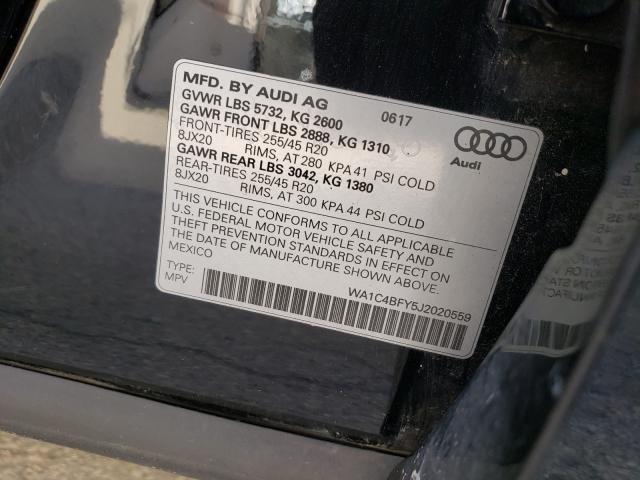 MFD. BY AUDI AG 0617
GVWR LBS 5732, KG 2600
GAWR FRONT LBS 2888, KG 1310
FRONT-TIRES 255/45 R20
8JX20 RIMS, AT 280 KPA 41 PSI COLD
GAWR REAR LBS 3042, KG 1380
REAR-TIRES 255/45 R20
8JX20 RIMS, AT 300 KPA 44 PSI COLD
Audi
THIS VEHICLE CONFORMS TO ALL APPLICABLE
U.S. FEDERAL MOTOR VEHICLE SAFETY AND
THEFT PREVENTION STANDARDS IN EFFECT ON
THE DATE OF MANUFACTURE SHOWN ABOVE.
MEXICO
TYPE:
MPV
WA1C4BFY5J2020559